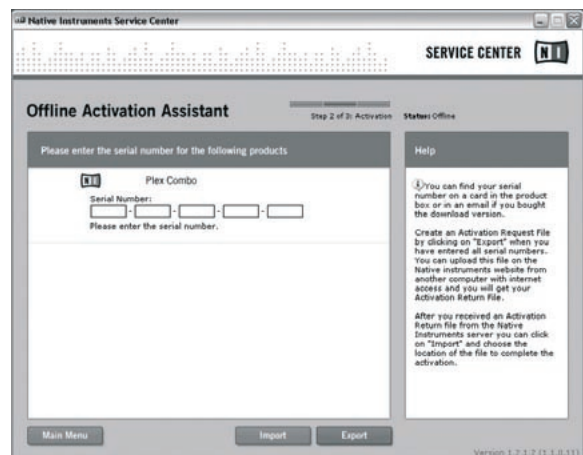 Native Instruments Service Center
SERVICE CENTER
NI
Offline Activation Assistant
Step 2 of 3: Activation
Status: Offline
Please enter the serial number for the following products
NI
Plex Combo
Serial Number:
- - - -
Please enter the serial number.
Help
You can find your serial
number on a card in the product
box or in an email if you bought
the download version.
Create an Activation Request File
by clicking on "Export" when you
have entered all serial numbers.
You can upload this file on the
Native instruments website from
another computer with internet
access and you will get your
Activation Return File.
After you received an Activation
Return file from the Native
Instruments server you can click
on "Import" and choose the
location of the file to complete the
activation.
Main Menu
Import
Export
Version